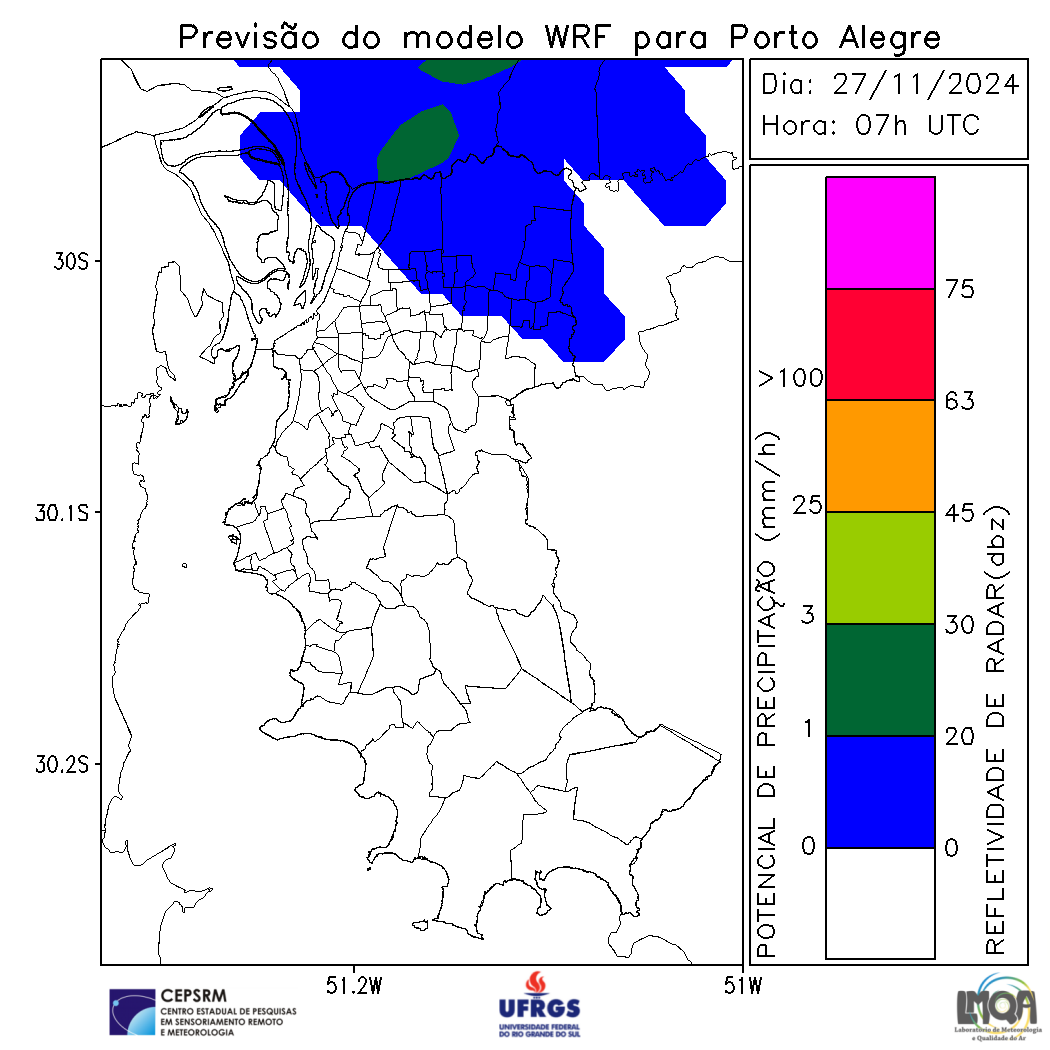 Previsão do modelo WRF para Porto Alegre
Dia: 27/11/2024
Hora: 07h UTC
30S
30.1S
30.2S
51.2W
51W
POTENCIAL DE PRECIPITAÇÃO (mm/h)
>100
25
3
1
0
75
63
45
30
20
0
REFLETIVIDADE DE RADAR(dbz)
CEPSRM
CENTRO ESTADUAL DE PESQUISAS
EM SENSORIAMENTO REMOTO
E METEOROLOGIA
UFRGS
UNIVERSIDADE FEDERAL
DO RIO GRANDE DO SUL
LMQA
Laboratório de Meteorologia
e Qualidade do Ar